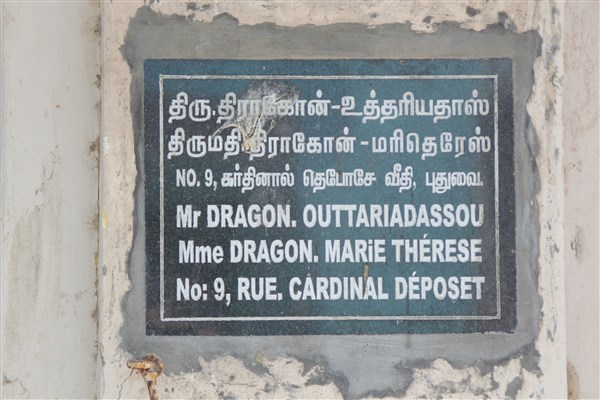 திரு.திராகோன்-உத்தரியதாஸ்
திருமதி.திராகோன்-மரிதெரேஸ்
NO. 9, கர்தினால் தெபோசே வீதி, புதுவை.
Mr DRAGON. OUTTARIADASSOU
Mme DRAGON. MARiE THÉRESE
No: 9, RUE. CARDINAL DÉPOSET